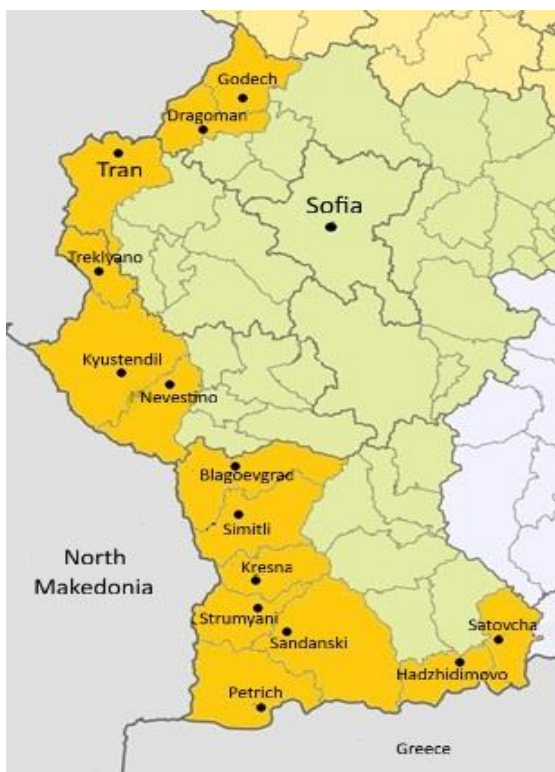 Godech
Dragoman
Tran
Sofia
Treklyano
Kyustendil
Nevestino
Blagoevgrad
Simitli
North
Makedonia
Kresna
Strumyani
Sandanski
Satovcha
Hadzhidimovo
Petrich
Greece